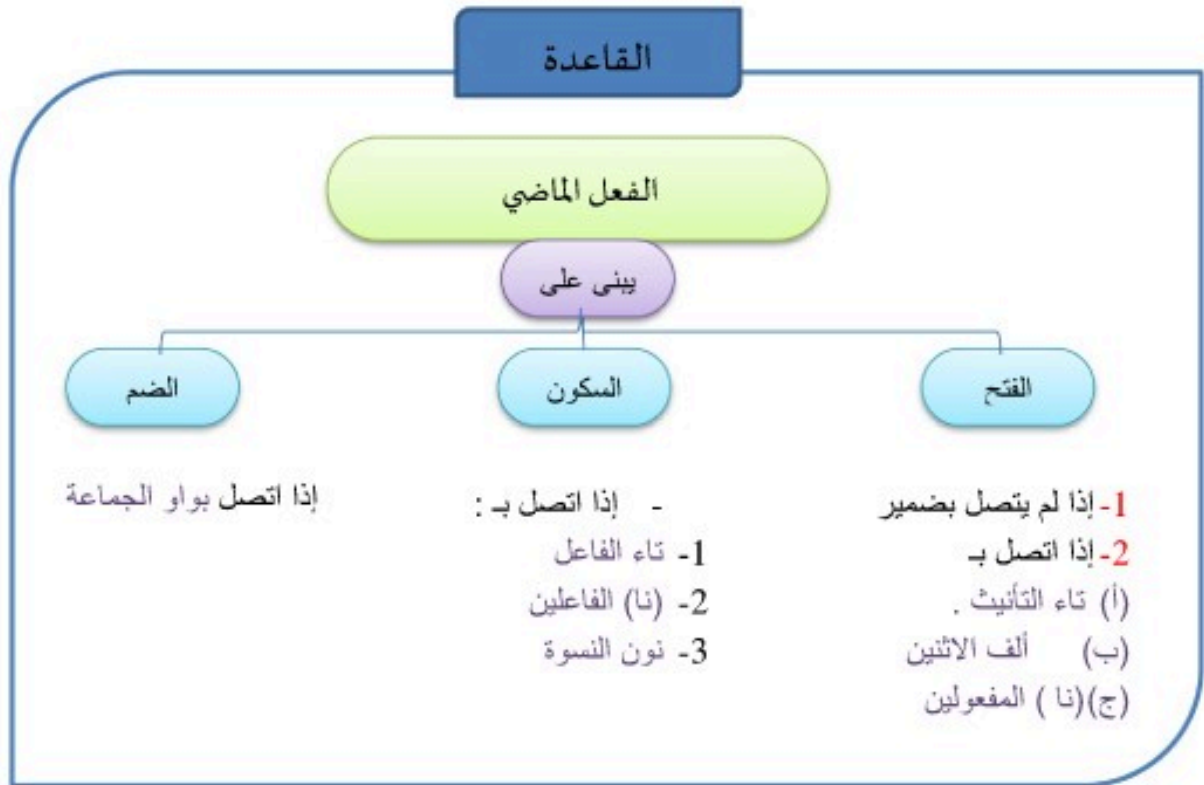 القاعدة
الفعل الماضي
يبنى على
الفتح
1- إذا لم يتصل بضمير
2- إذا اتصل بـ
(أ) تاء التأنيث .
(ب) ألف الاثنين
(ج)(نا ) المفعولين
السكون
- إذا اتصل بـ :
1- تاء الفاعل
2- (نا) الفاعلين
3- نون النسوة
الضم
إذا اتصل بواو الجماعة